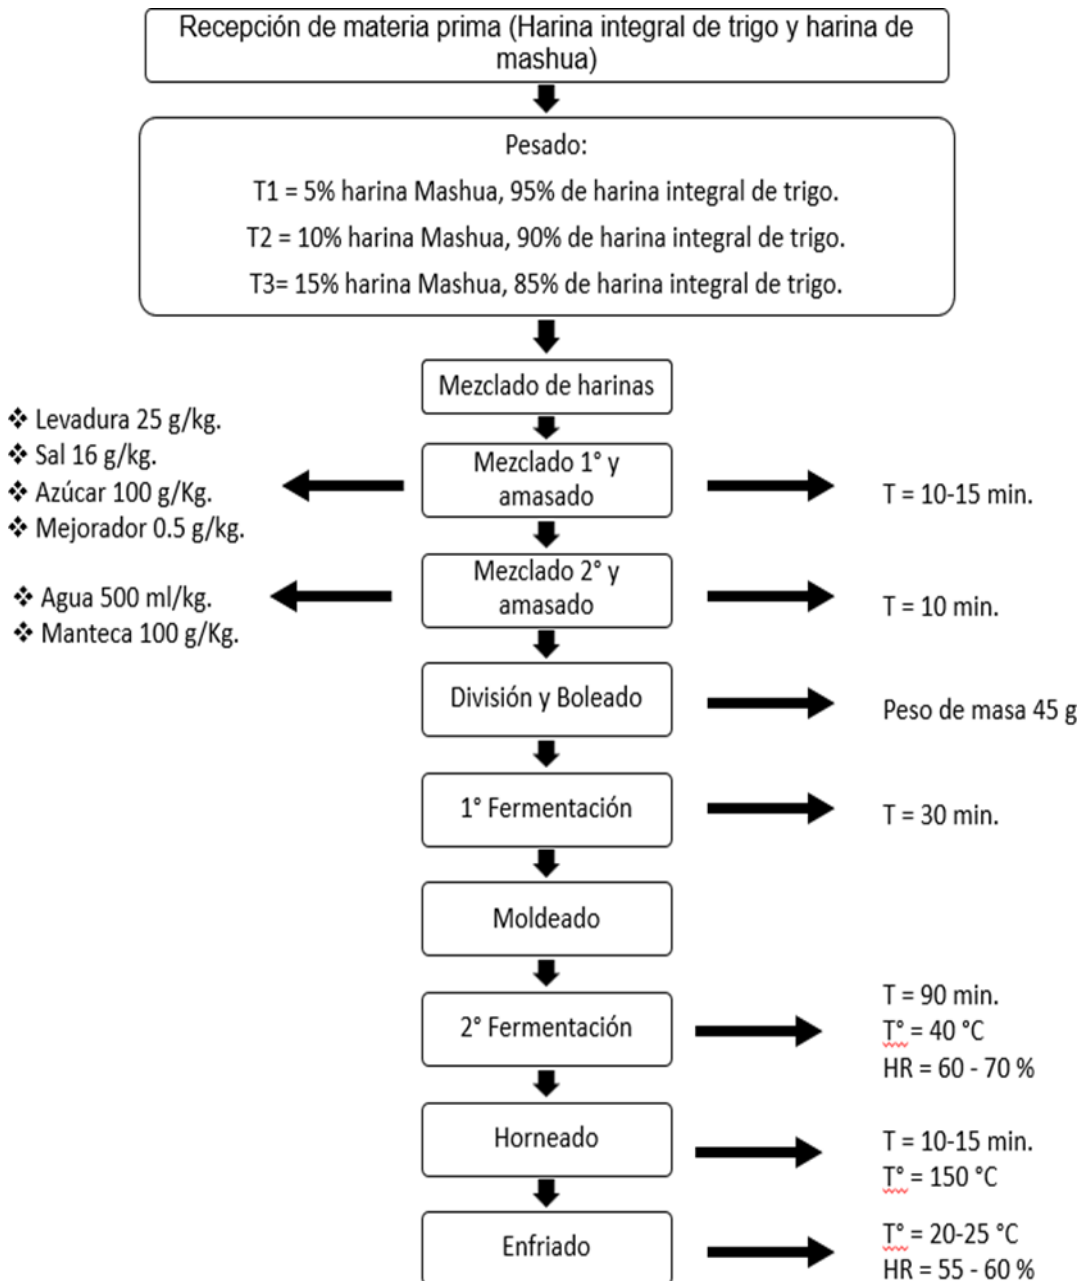 Recepción de materia prima (Harina integral de trigo y harina de
mashua)
Pesado:
T1 = 5% harina Mashua, 95% de harina integral de trigo.
T2 = 10% harina Mashua, 90% de harina integral de trigo.
T3= 15% harina Mashua, 85% de harina integral de trigo.
Mezclado de harinas
❖ Levadura 25 g/kg.
❖ Sal 16 g/kg.
❖ Azúcar 100 g/Kg.
❖ Mejorador 0.5 g/kg.
Mezclado 1° y
amasado
T = 10-15 min.
❖ Agua 500 ml/kg.
❖ Manteca 100 g/Kg.
Mezclado 2° y
amasado
T = 10 min.
División y Boleado
Peso de masa 45 g
1° Fermentación
T = 30 min.
Moldeado
2° Fermentación
T = 90 min.
T° = 40 °C
HR = 60 - 70 %
Horneado
T = 10-15 min.
T° = 150 °C
Enfriado
T° = 20-25 °C
HR = 55 - 60 %